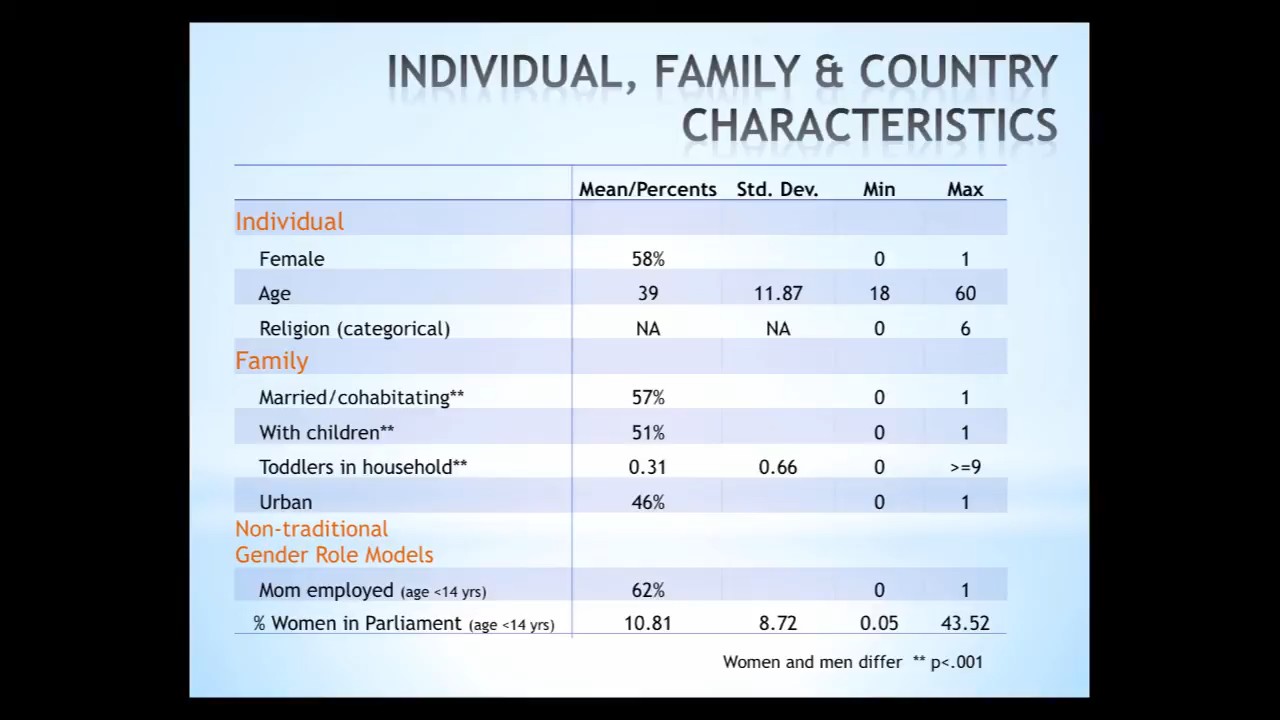 INDIVIDUAL, FAMILY & COUNTRY
CHARACTERISTICS
Mean/Percents Std. Dev. Min Max
Individual
Female 58% 0 1
Age 39 11.87 18 60
Religion (categorical) NA NA 0 6
Family
Married/cohabitating** 57% 0 1
With children** 51% 0 1
Toddlers in household** 0.31 0.66 0 >=9
Urban 46% 0 1
Non-traditional
Gender Role Models
Mom employed (age <14 yrs) 62% 0 1
% Women in Parliament (age <14 yrs) 10.81 8.72 0.05 43.52
Women and men differ ** p<.001